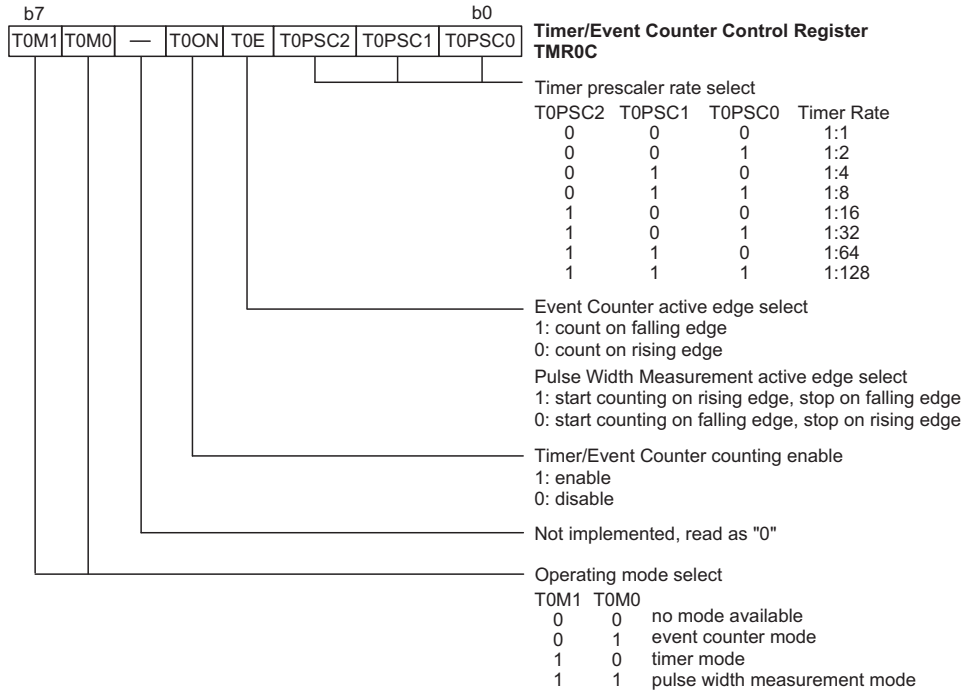 b7 b0
T0M1 T0M0 — T0ON T0E T0PSC2 T0PSC1 T0PSC0
Timer/Event Counter Control Register
TMR0C
Timer prescaler rate select
T0PSC2 T0PSC1 T0PSC0 Timer Rate
0 0 0 1:1
0 0 1 1:2
0 1 0 1:4
0 1 1 1:8
1 0 0 1:16
1 0 1 1:32
1 1 0 1:64
1 1 1 1:128
Event Counter active edge select
1: count on falling edge
0: count on rising edge
Pulse Width Measurement active edge select
1: start counting on rising edge, stop on falling edge
0: start counting on falling edge, stop on rising edge
Timer/Event Counter counting enable
1: enable
0: disable
Not implemented, read as "0"
Operating mode select
T0M1 T0M0
0 0 no mode available
0 1 event counter mode
1 0 timer mode
1 1 pulse width measurement mode